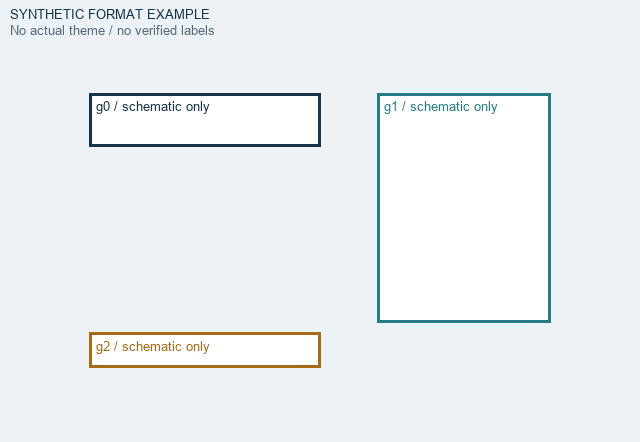 SYNTHETIC FORMAT EXAMPLE
No actual theme / no verified labels
g0 / schematic only
g1 / schematic only
g2 / schematic only